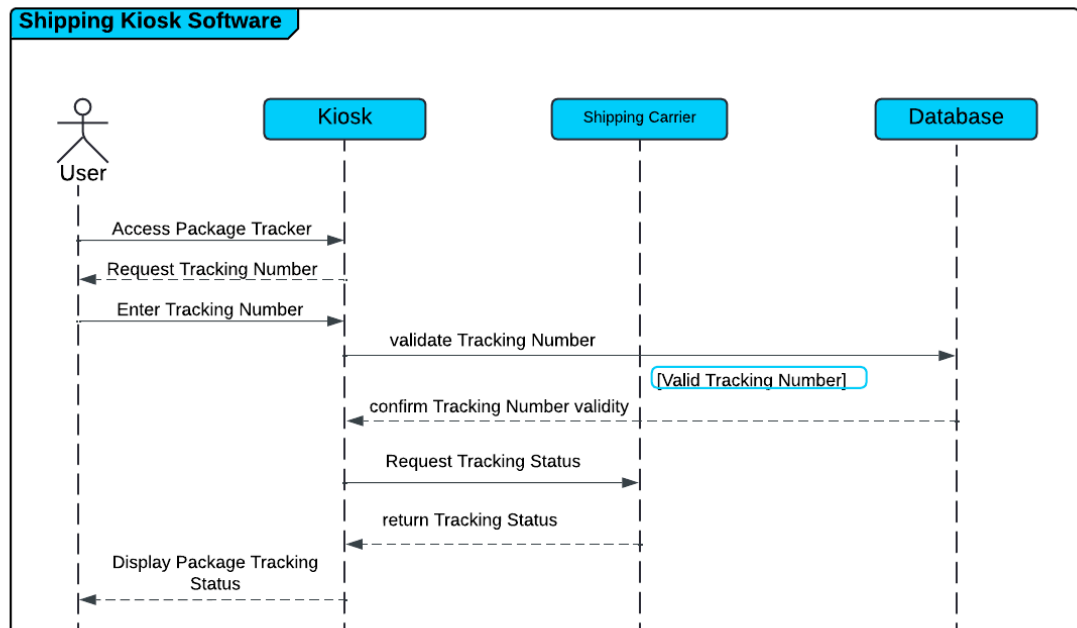 Shipping Kiosk Software
User
Kiosk
Shipping Carrier
Database
Access Package Tracker
Request Tracking Number
Enter Tracking Number
validate Tracking Number
[Valid Tracking Number]
confirm Tracking Number validity
Request Tracking Status
return Tracking Status
Display Package Tracking
Status